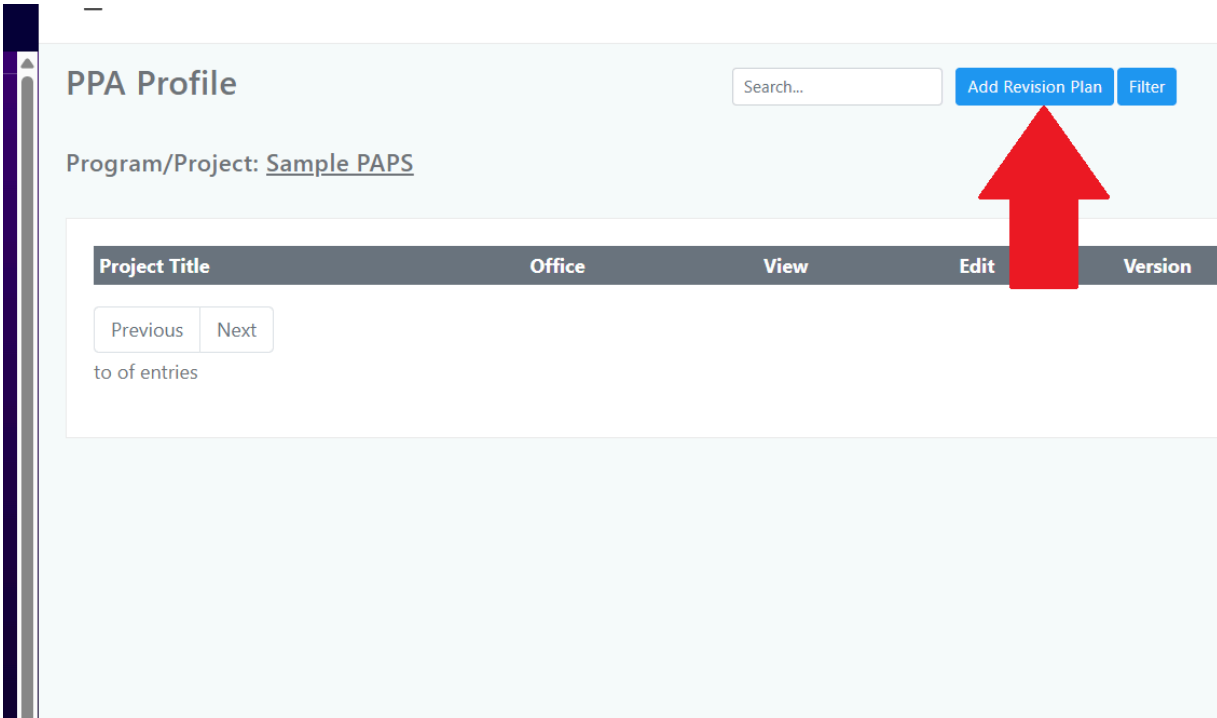 PPA Profile
Search...
Add Revision Plan
Filter
Program/Project: Sample PAPS
Project Title Office View Edit Version
Previous Next
to of entries